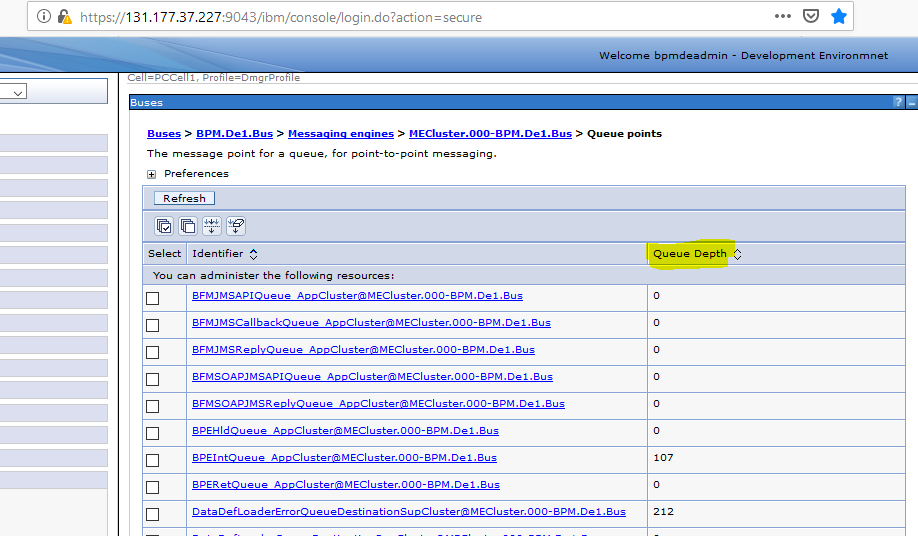 https://131.177.37.227:9043/ibm/console/login.do?action=secure
Welcome bpmdeadmin - Development Environmnet
Cell=PCCell1, Profile=DmgrProfile
Buses ? –
Buses > BPM.De1.Bus > Messaging engines > MECluster.000-BPM.De1.Bus > Queue points
The message point for a queue, for point-to-point messaging.
+ Preferences
Refresh
Select Identifier Queue Depth
You can administer the following resources:
BFMJMSAPIQueue_AppCluster@MECluster.000-BPM.De1.Bus 0
BFMJMSCallbackQueue_AppCluster@MECluster.000-BPM.De1.Bus 0
BFMJMSReplyQueue_AppCluster@MECluster.000-BPM.De1.Bus 0
BFMSOAPJMSAPIQueue_AppCluster@MECluster.000-BPM.De1.Bus 0
BFMSOAPJMSReplyQueue_AppCluster@MECluster.000-BPM.De1.Bus 0
BPEHldQueue_AppCluster@MECluster.000-BPM.De1.Bus 0
BPEIntQueue_AppCluster@MECluster.000-BPM.De1.Bus 107
BPERetQueue_AppCluster@MECluster.000-BPM.De1.Bus 0
DataDefLoaderErrorQueueDestinationSupCluster@MECluster.000-BPM.De1.Bus 212